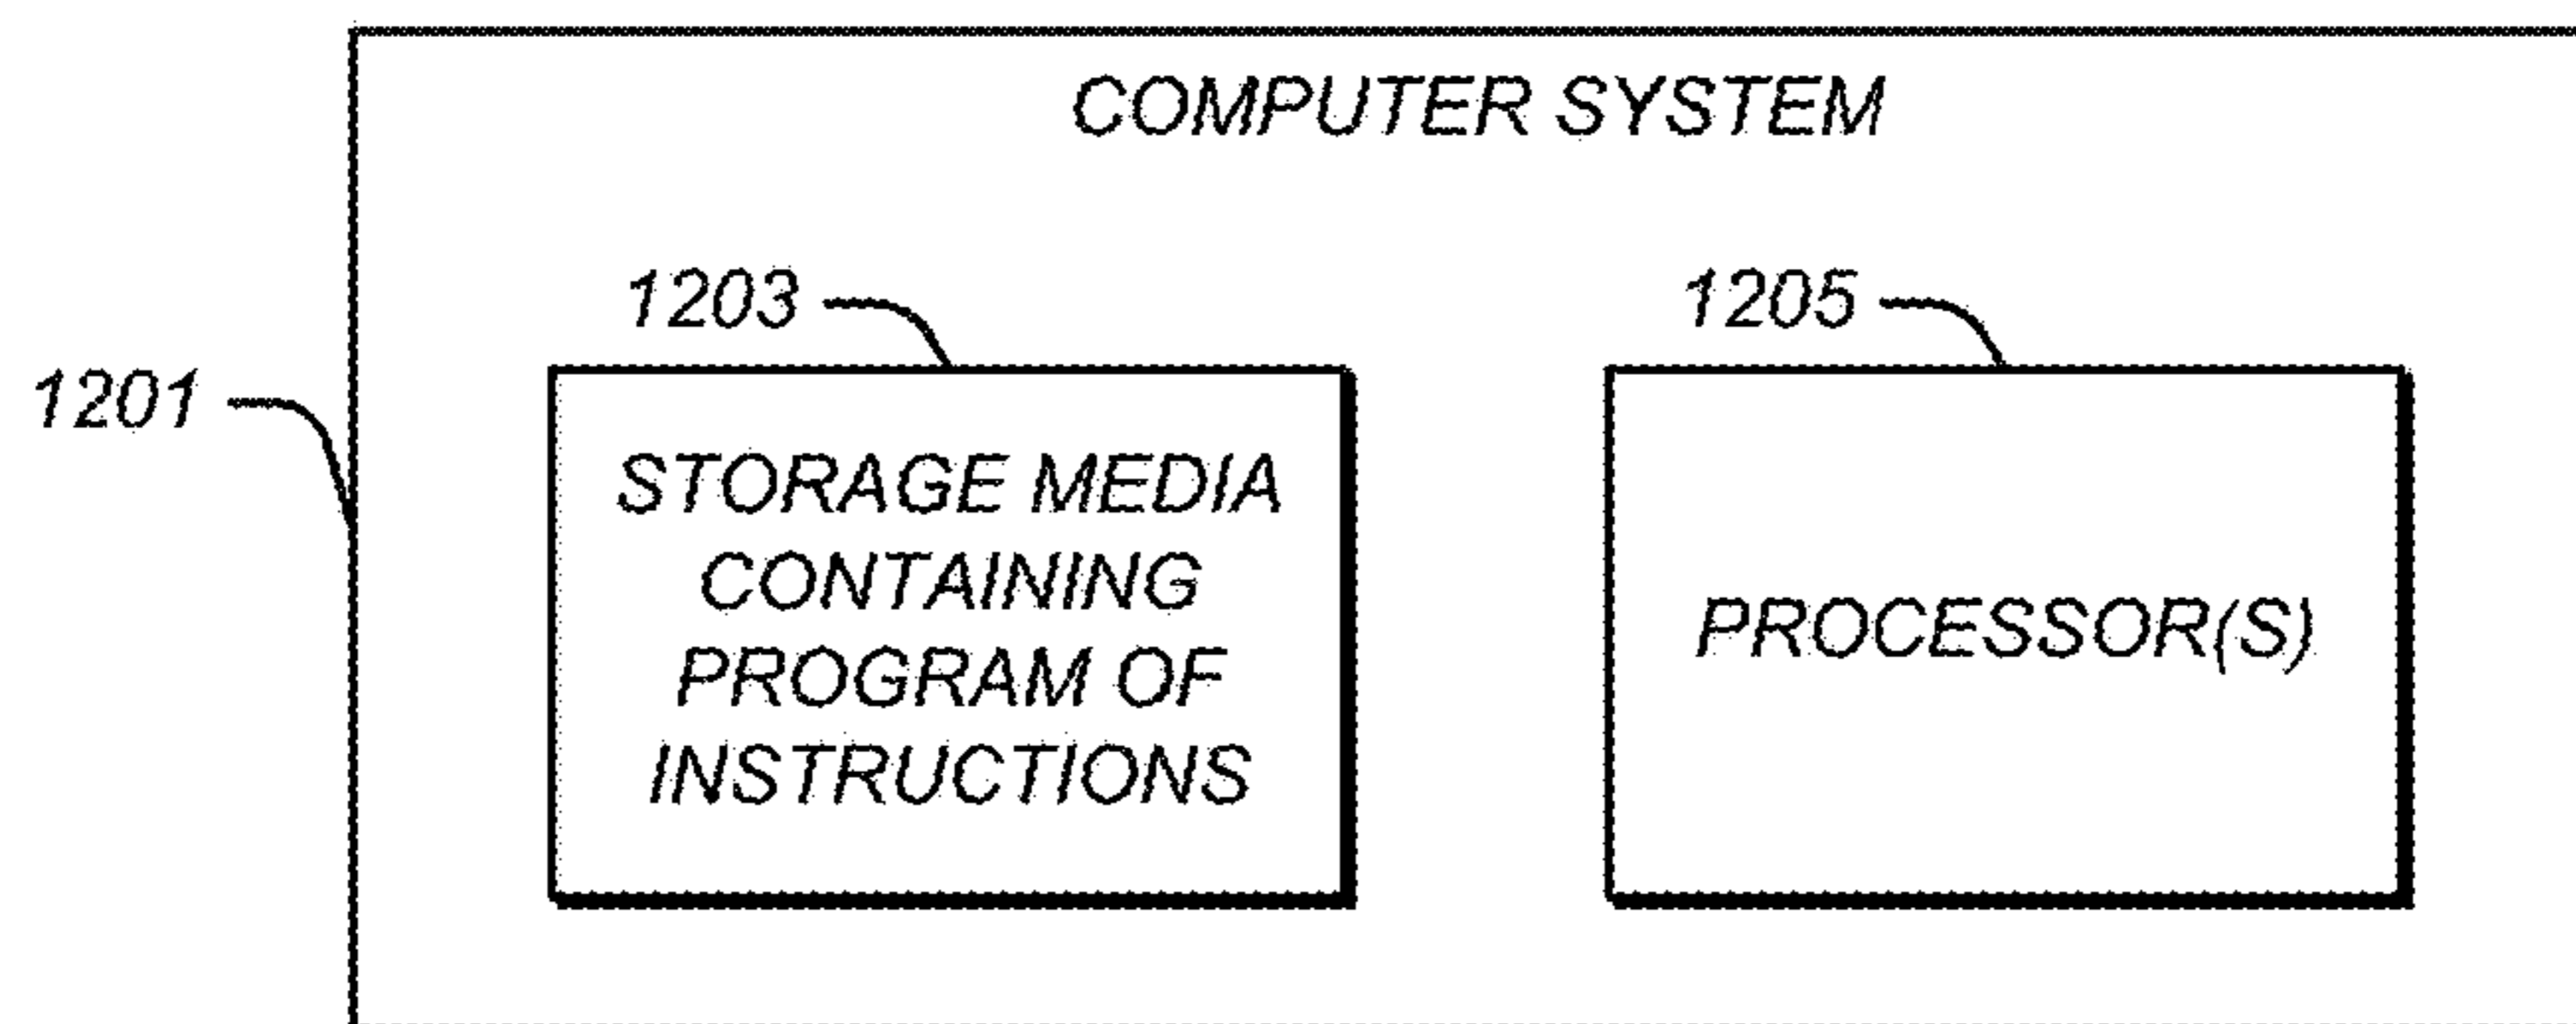 COMPUTER SYSTEM
1203
1205
1201
STORAGE MEDIA
CONTAINING
PROGRAM OF
INSTRUCTIONS
PROCESSOR(S)